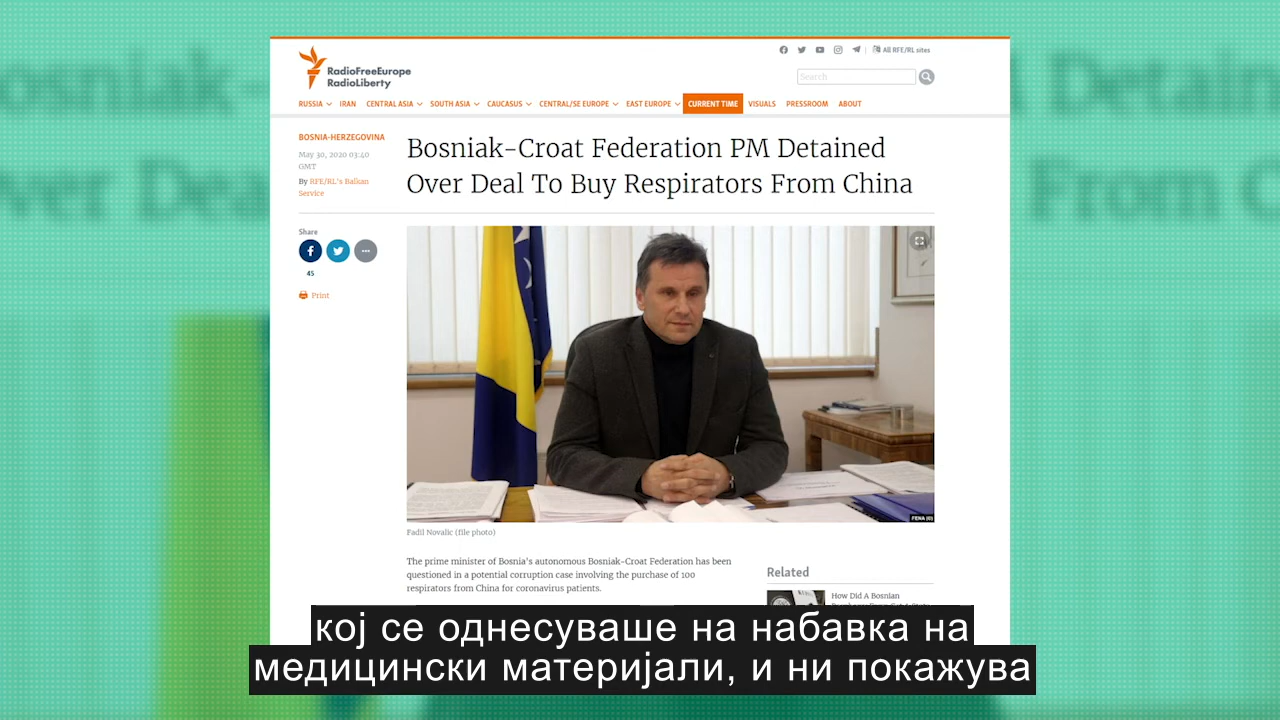 RadioFreeEurope
RadioLiberty
All RFE/RL sites
Search
RUSSIA IRAN CENTRAL ASIA SOUTH ASIA CAUCASUS CENTRAL/SE EUROPE EAST EUROPE CURRENT TIME VISUALS PRESSROOM ABOUT
BOSNIA-HERZEGOVINA
May 30, 2020 03:40
GMT
By RFE/RL's Balkan
Service
Bosniak-Croat Federation PM Detained
Over Deal To Buy Respirators From China
Share
45
Print
FENA (©)
Fadil Novalic (file photo)
The prime minister of Bosnia's autonomous Bosniak-Croat Federation has been
questioned in a potential corruption case involving the purchase of 100
respirators from China for coronavirus patients.
Related
How Did A Bosnian
кој се однесуваше на набавка на
медицински материјали, и ни покажува